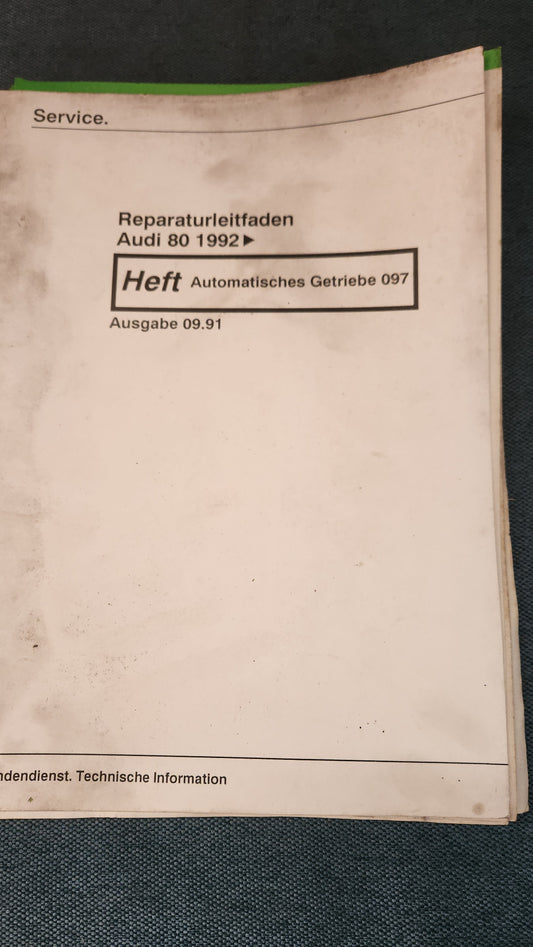 Service.
Reparaturleitfaden
Audi 80 1992►
Heft Automatisches Getriebe 097
Ausgabe 09.91
ndendienst. Technische Information